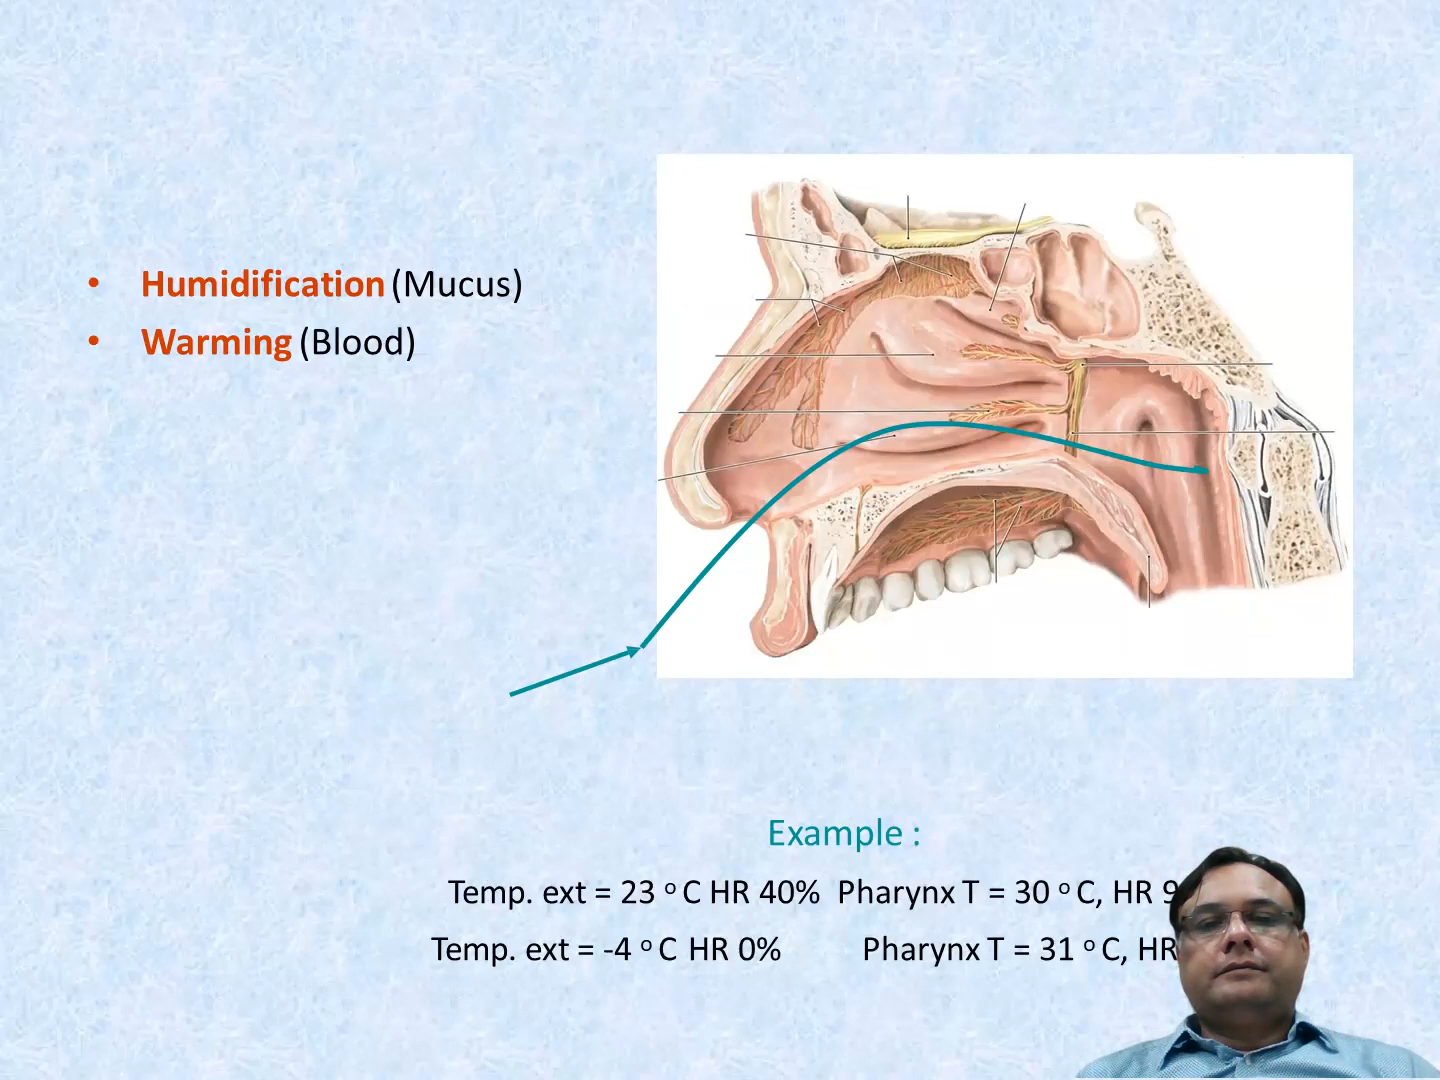 • Humidification (Mucus)
• Warming (Blood)
Example :
Temp. ext = 23 º C HR 40% Pharynx T = 30 º C, HR
Temp. ext = -4 º C HR 0% Pharynx T = 31 º C, HR